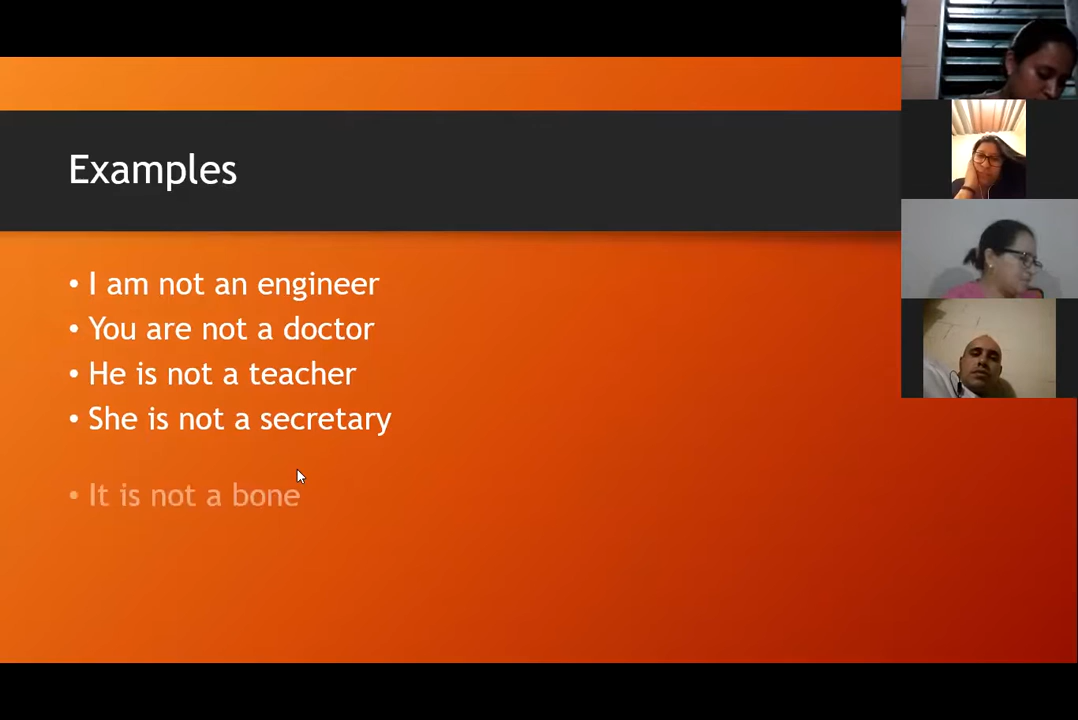 Examples
• I am not an engineer
• You are not a doctor
• He is not a teacher
• She is not a secretary
• It is not a bone